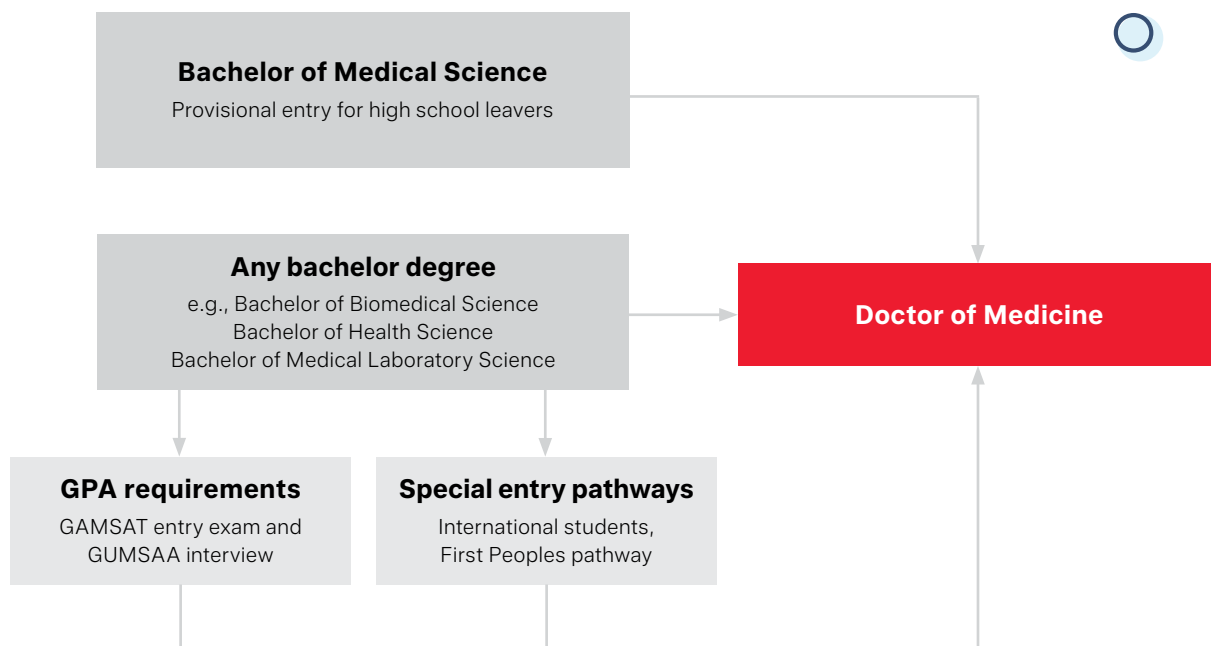 Bachelor of Medical Science
Provisional entry for high school leavers
Any bachelor degree
e.g., Bachelor of Biomedical Science
Bachelor of Health Science
Bachelor of Medical Laboratory Science
Doctor of Medicine
GPA requirements
GAMSAT entry exam and
GUMSAA interview
Special entry pathways
International students,
First Peoples pathway